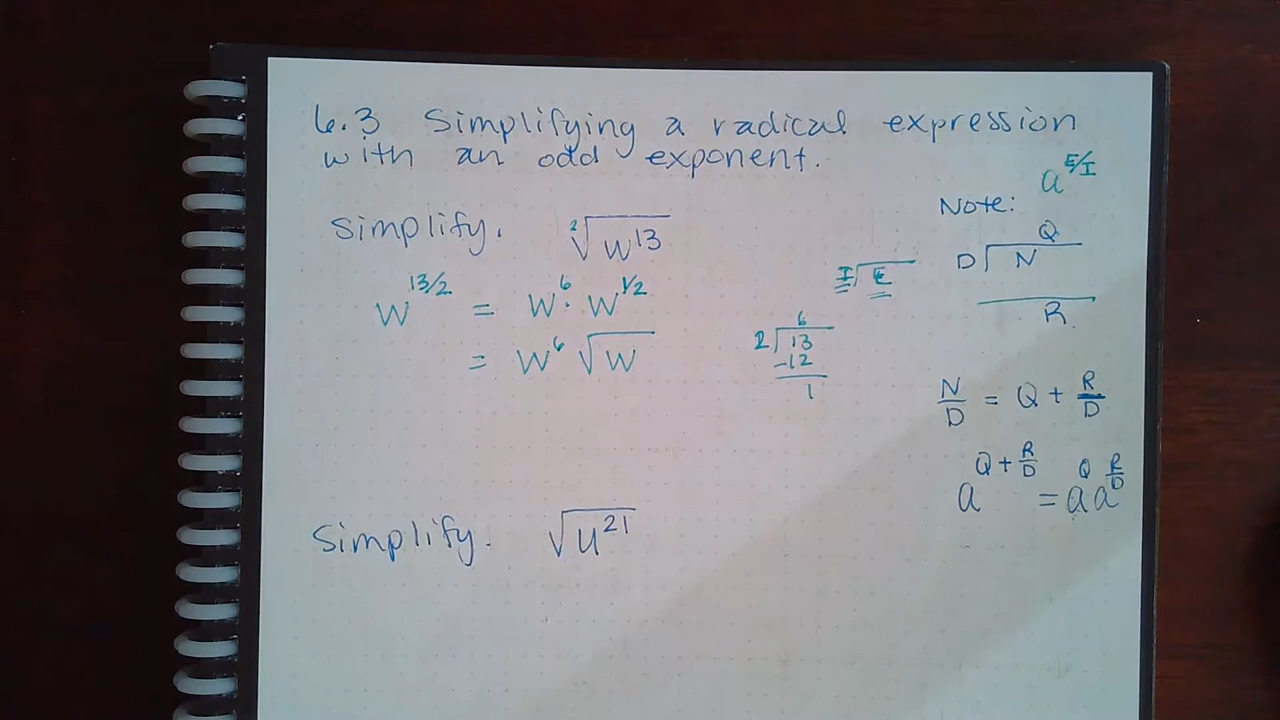 6.3 Simplifying a radical expression
with an odd exponent.
Simplify. ²√W¹³
W^13/2 = W⁶ · W^1/2
= W⁶ √W
I√E
6
2√13
-12
1
a^E/I
Note:
Q
D√N
R
N/D = Q + R/D
a^Q + R/D = a^Q a^R/D
Simplify. √u²¹